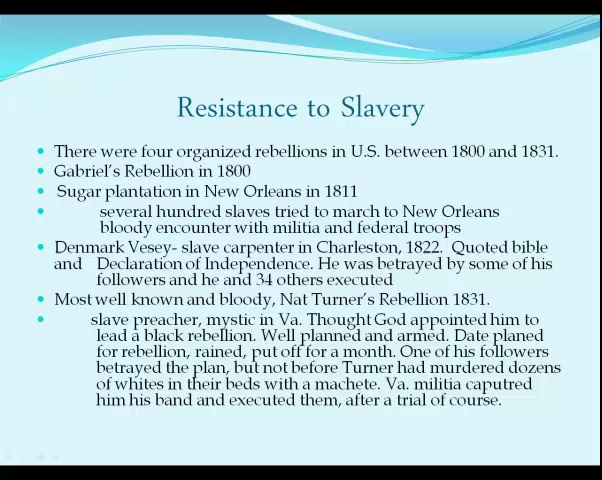 Resistance to Slavery
There were four organized rebellions in U.S. between 1800 and 1831.
Gabriel's Rebellion in 1800
Sugar plantation in New Orleans in 1811
several hundred slaves tried to march to New Orleans
bloody encounter with militia and federal troops
Denmark Vesey- slave carpenter in Charleston, 1822. Quoted bible
and Declaration of Independence. He was betrayed by some of his
followers and he and 34 others executed
Most well known and bloody, Nat Turner's Rebellion 1831.
slave preacher, mystic in Va. Thought God appointed him to
lead a black rebellion. Well planned and armed. Date planed
for rebellion, rained, put off for a month. One of his followers
betrayed the plan, but not before Turner had murdered dozens
of whites in their beds with a machete. Va. militia caputred
him his band and executed them, after a trial of course.